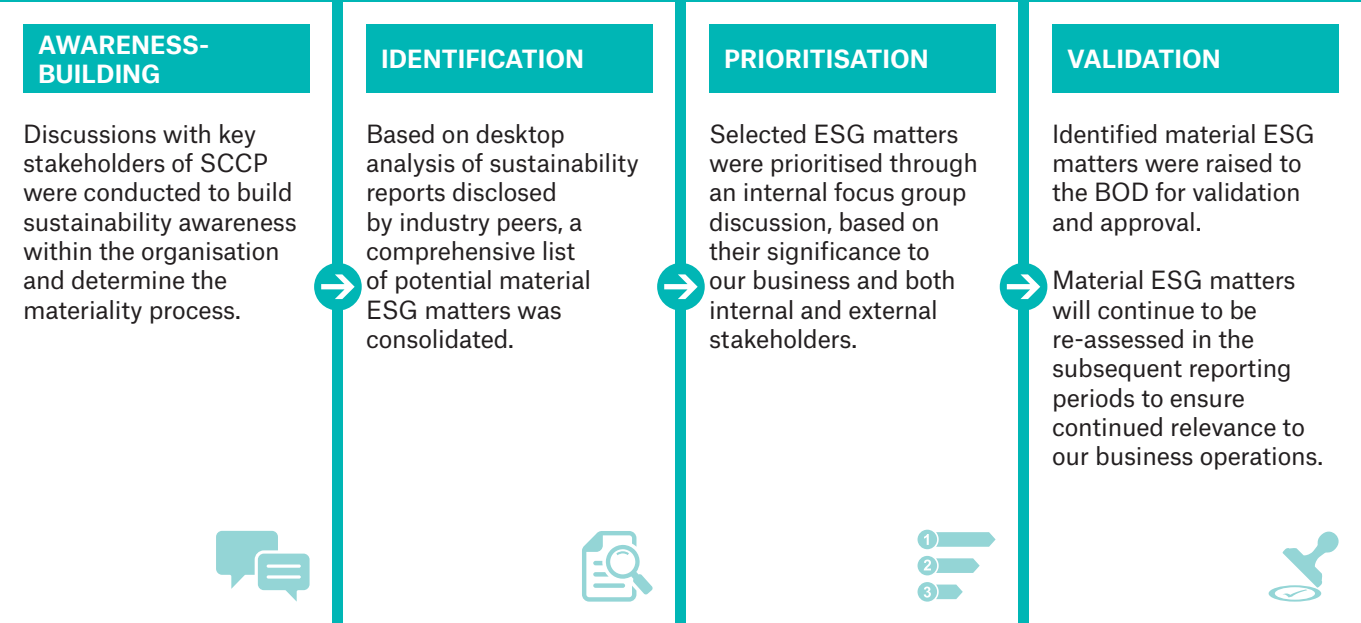 AWARENESS-
BUILDING
Discussions with key
stakeholders of SCCP
were conducted to build
sustainability awareness
within the organisation
and determine the
materiality process.
IDENTIFICATION
Based on desktop
analysis of sustainability
reports disclosed
by industry peers, a
comprehensive list
of potential material
ESG matters was
consolidated.
PRIORITISATION
Selected ESG matters
were prioritised through
an internal focus group
discussion, based on
their significance to
our business and both
internal and external
stakeholders.
1
2
3
VALIDATION
Identified material ESG
matters were raised to
the BOD for validation
and approval.
Material ESG matters
will continue to be
re-assessed in the
subsequent reporting
periods to ensure
continued relevance to
our business operations.